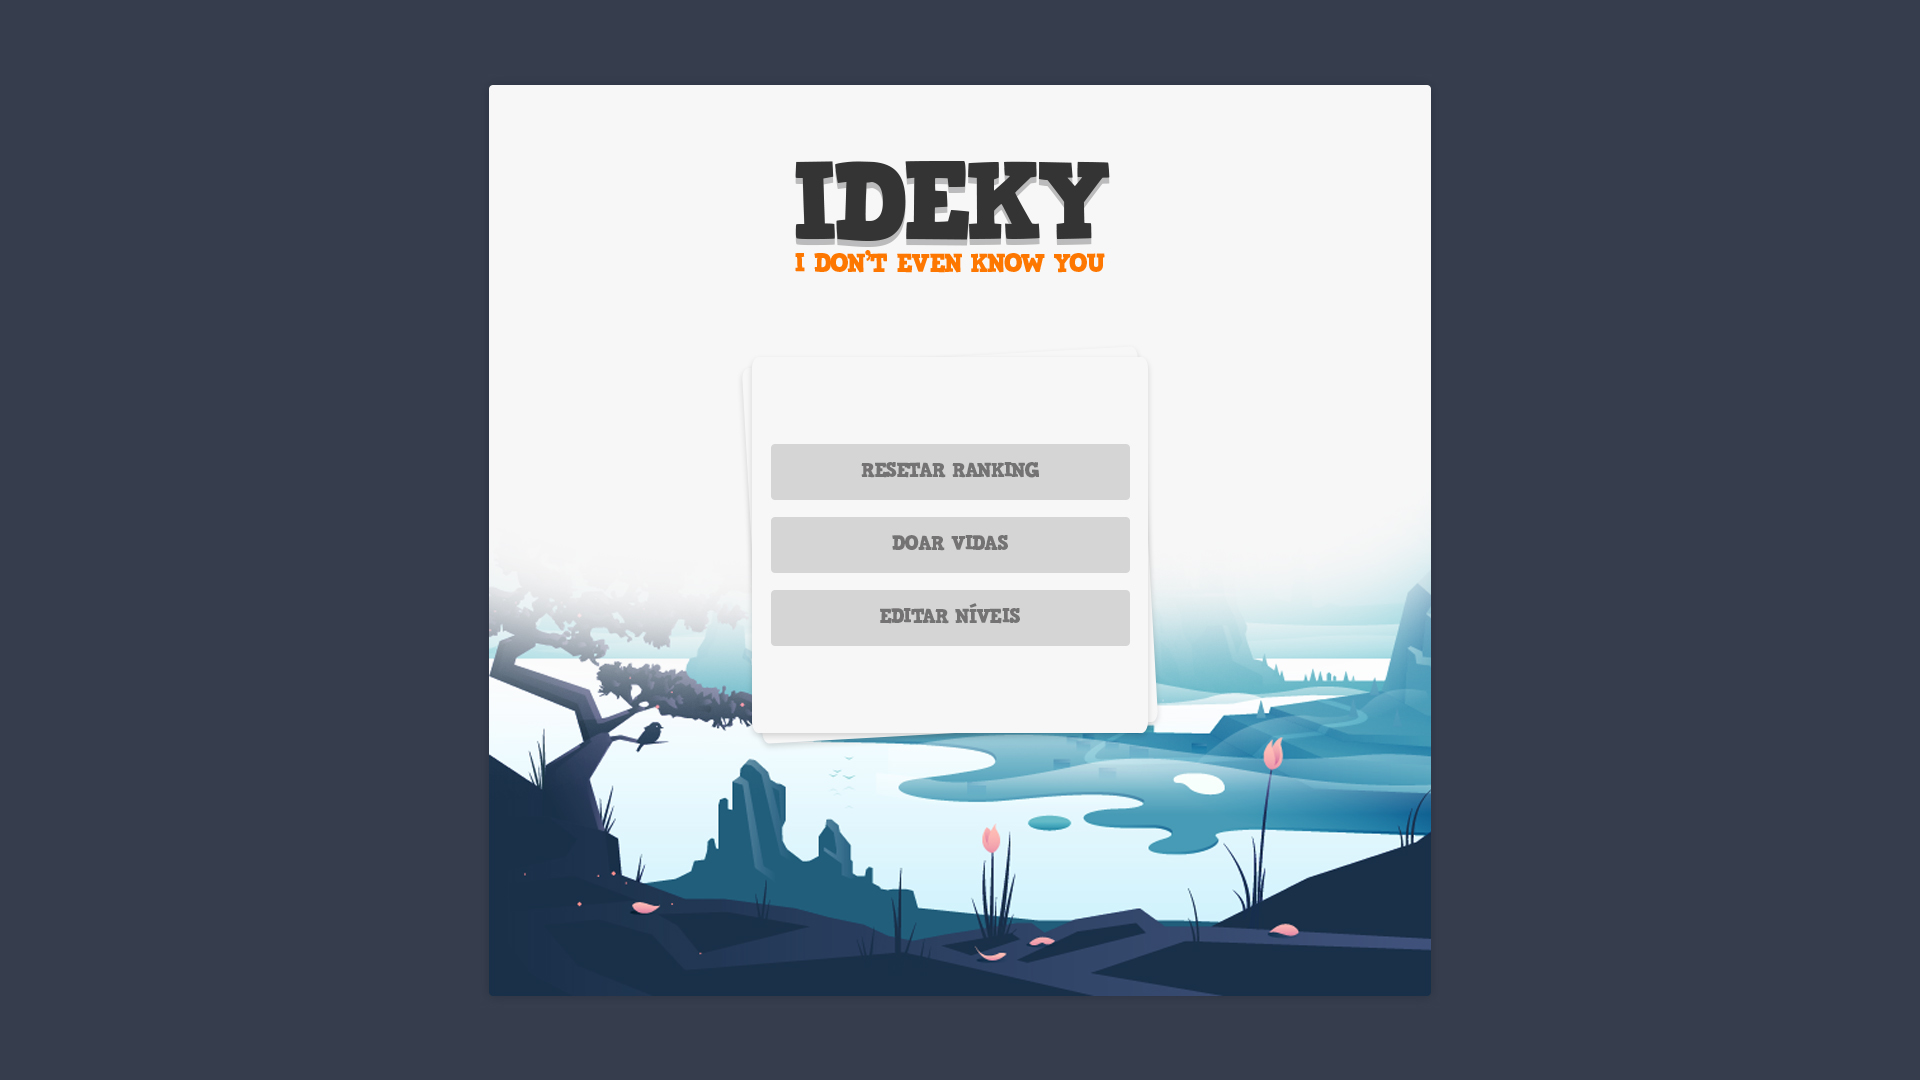 IDEKY
I DON'T EVEN KNOW YOU
RESETAR RANKING
DOAR VIDAS
EDITAR NÍVEIS